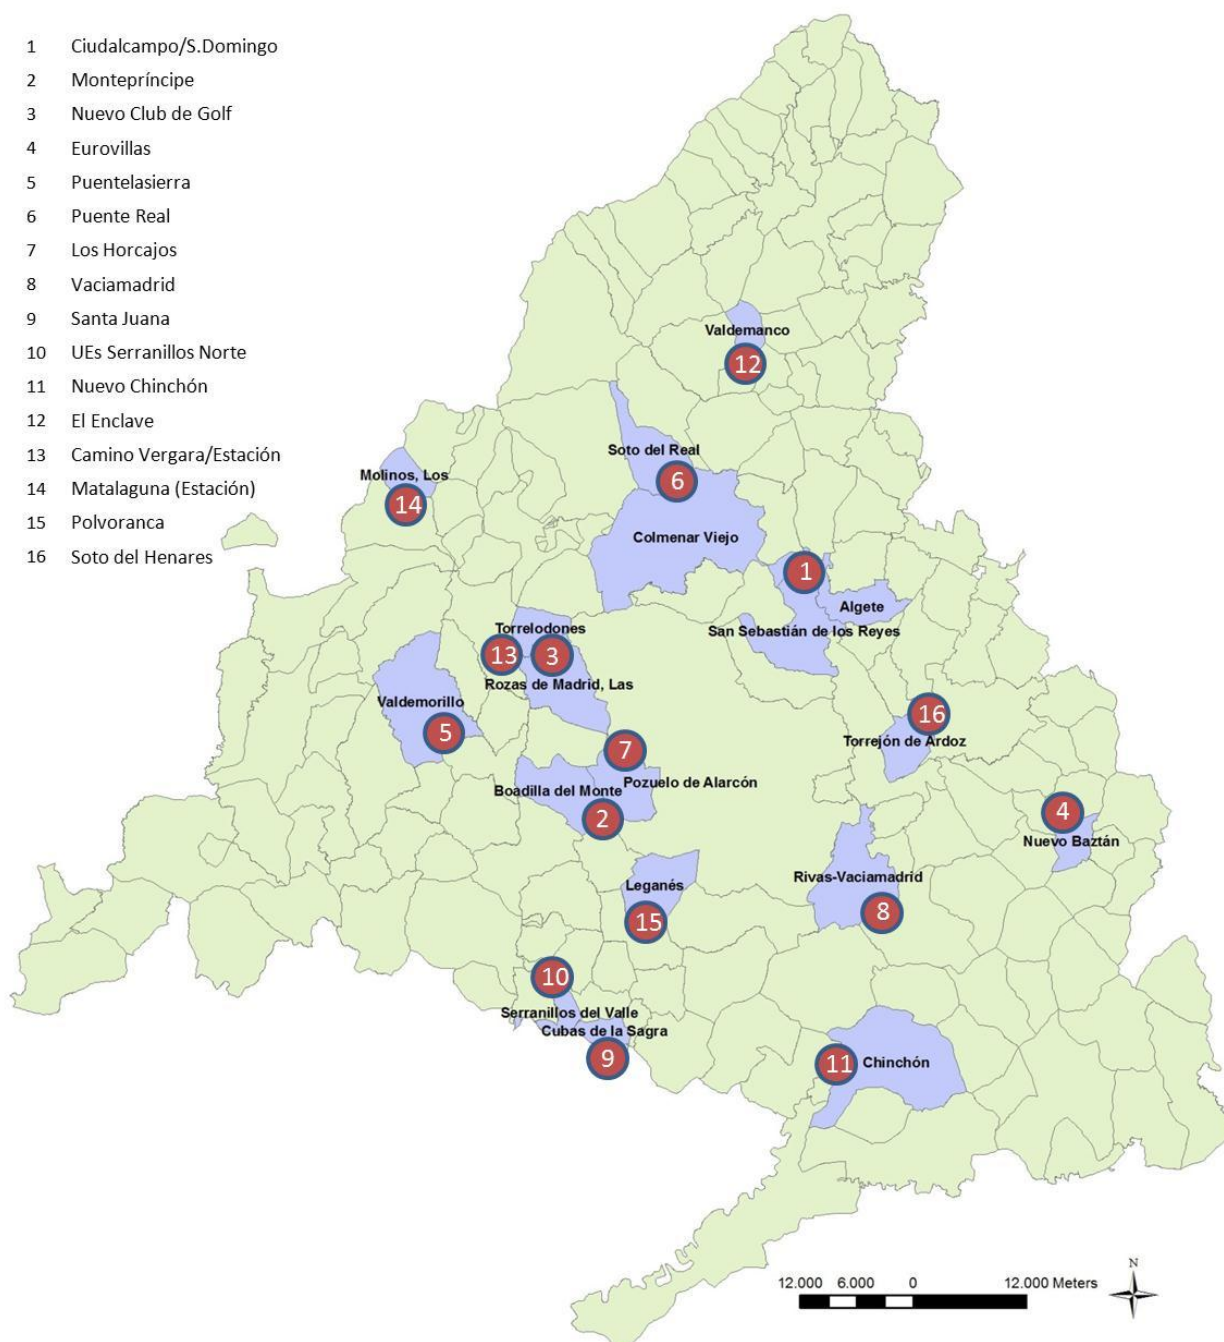 1 Ciudalcampo/S.Domingo
2 Montepríncipe
3 Nuevo Club de Golf
4 Eurovillas
5 Puentelasierra
6 Puente Real
7 Los Horcajos
8 Vaciamadrid
9 Santa Juana
10 UEs Serranillos Norte
11 Nuevo Chinchón
12 El Enclave
13 Camino Vergara/Estación
14 Matalaguna (Estación)
15 Polvoranca
16 Soto del Henares
Valdemanco
12
Soto del Real
Molinos, Los
6
14
Colmenar Viejo
1
Algete
Torrelodones
San Sebastián de los Reyes
13
3
Rozas de Madrid, Las
Valdemorillo
16
5
Torrejón de Ardoz
7
Pozuelo de Alarcón
Boadilla del Monte
4
2
Nuevo Baztán
Rivas-Vaciamadrid
Leganés
8
15
10
Serranillos del Valle
Cubas de la Sagra
9
11
Chinchón
N
12.000 6.000 0 12.000 Meters